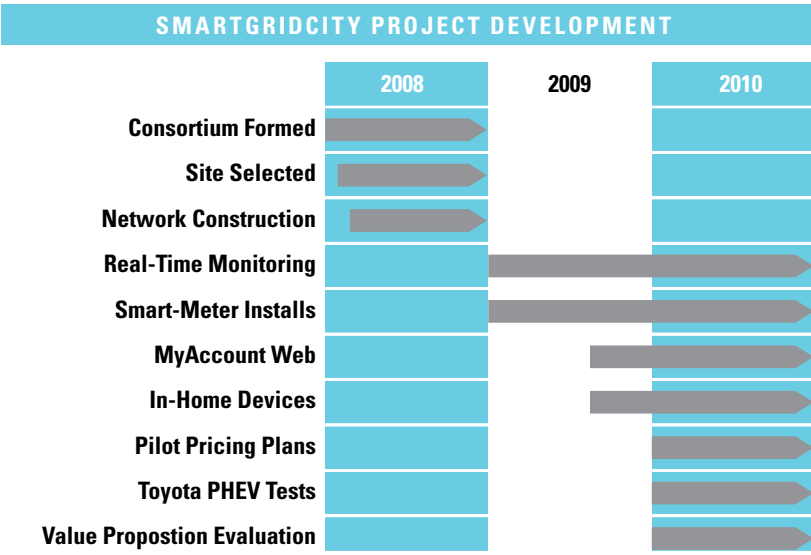 SMARTGRIDCITY PROJECT DEVELOPMENT
2008 2009 2010
Consortium Formed
Site Selected
Network Construction
Real-Time Monitoring
Smart-Meter Installs
MyAccount Web
In-Home Devices
Pilot Pricing Plans
Toyota PHEV Tests
Value Propostion Evaluation